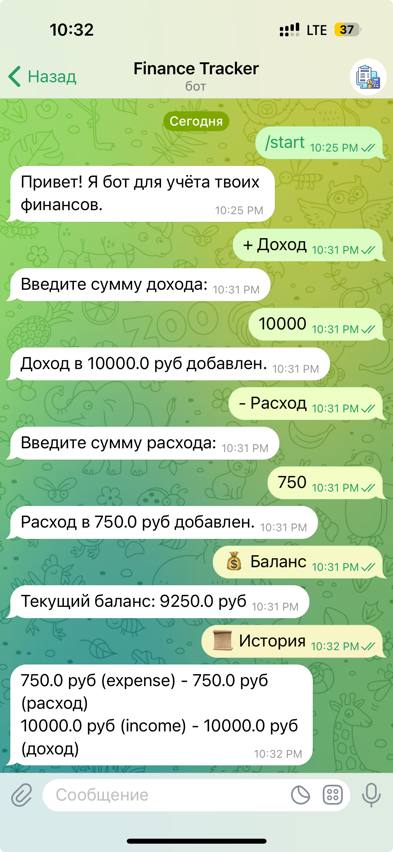 10:32
LTE
37
Назад
Finance Tracker
бот
Сегодня
/start 10:25 PM
Привет! Я бот для учёта твоих
финансов.
10:25 PM
+ Доход 10:31 PM
Введите сумму дохода: 10:31 PM
10000 10:31 PM
Доход в 10000.0 руб добавлен. 10:31 PM
- Расход 10:31 PM
Введите сумму расхода: 10:31 PM
750 10:31 PM
Расход в 750.0 руб добавлен. 10:31 PM
💰 Баланс 10:31 PM
Текущий баланс: 9250.0 руб 10:31 PM
📜 История 10:32 PM
750.0 руб (expense) - 750.0 руб
(расход)
10000.0 руб (income) - 10000.0 руб
(доход)
10:32 PM
Сообщение
ZOO